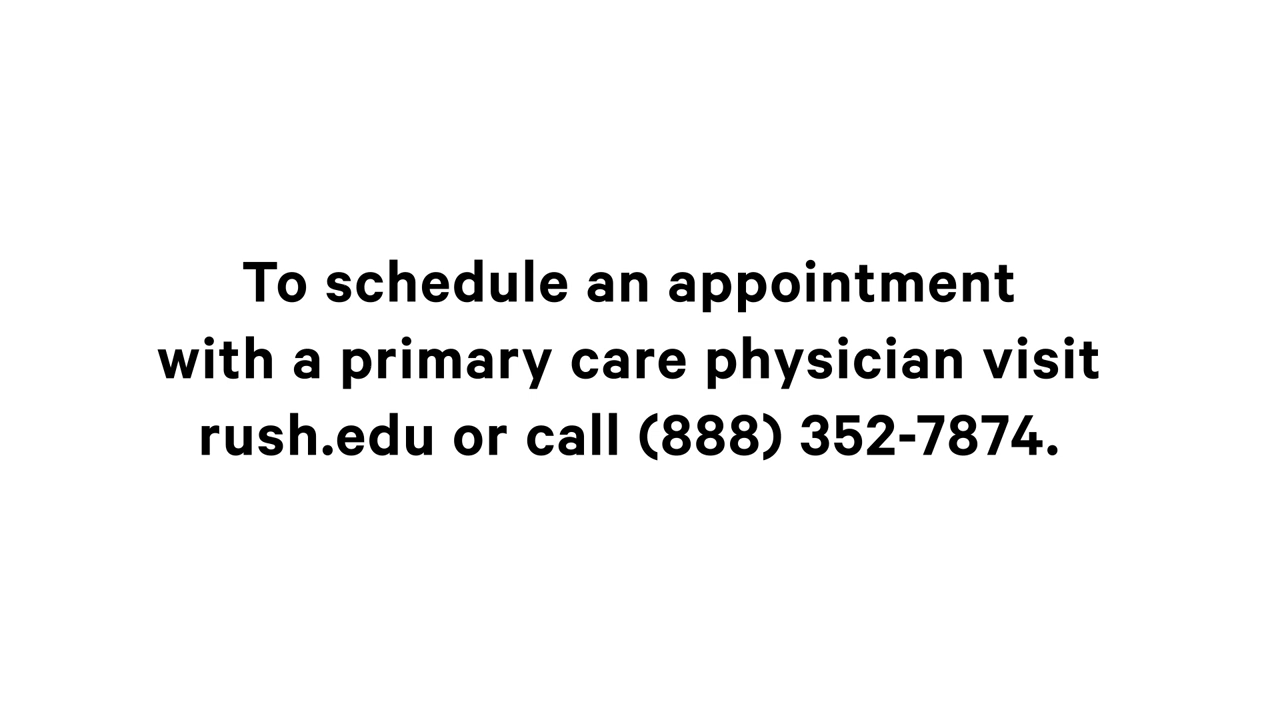 To schedule an appointment
with a primary care physician visit
rush.edu or call (888) 352-7874.